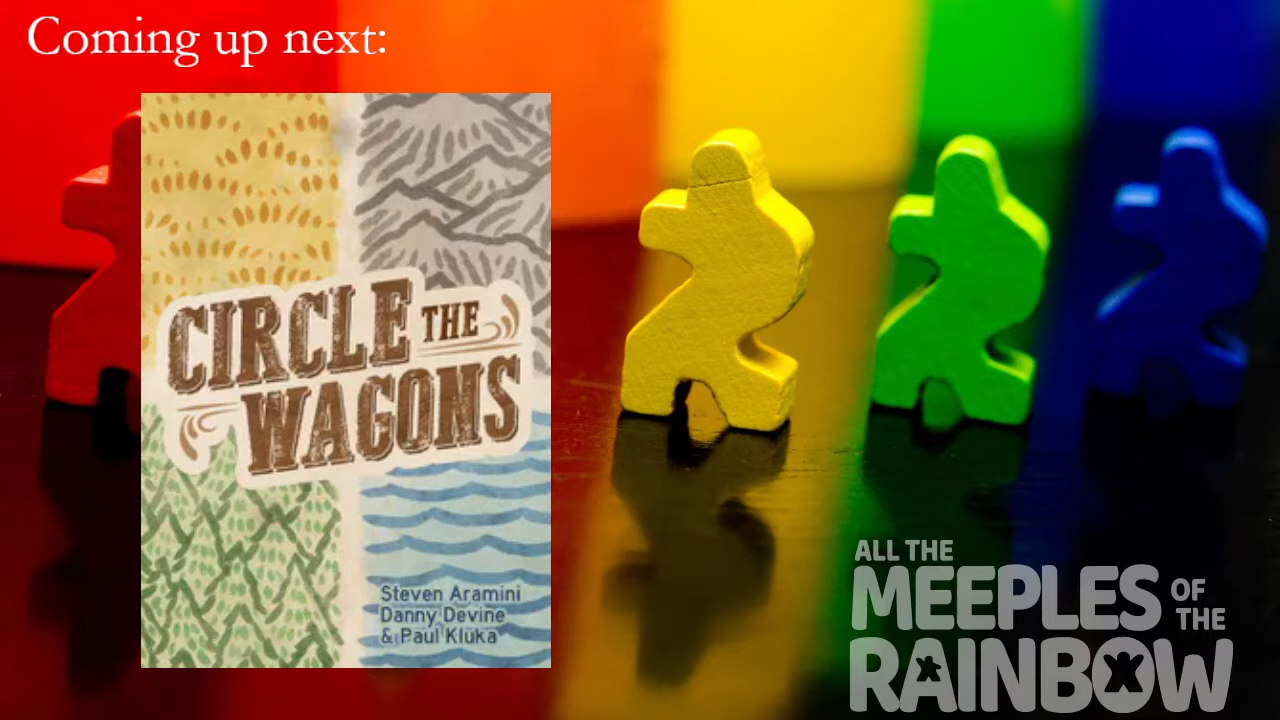 Coming up next:
CIRCLE THE
WAGONS
Steven Aramini
Danny Devine
& Paul Kluka
ALL THE
MEEPLES OF
THE
RAINBOW